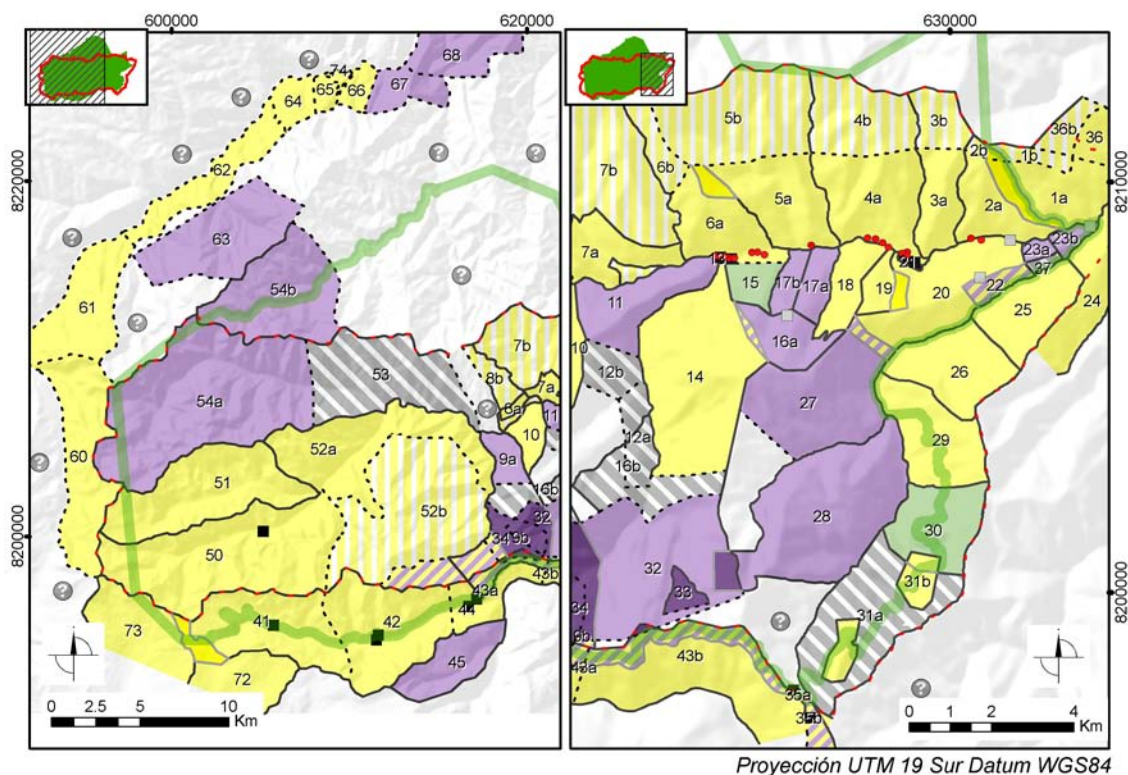 600000
620000
630000
8220000
8200000
8210000
8200000
68
74
67
64
65
66
62
63
54b
61
7b
53
8b
7a
8a
54a
11
10
52a
9a
60
51
16b
52b
32
50
34
9b
43b
43a
44
73
41
42
45
72
0 2.5 5 10
Km
5b
4b
3b
36b
36
2b
1b
6b
7b
5a
1a
4a
3a
2a
6a
7a
23b
23a
13
21
37
15
17b
17a
22
11
18
19
20
24
25
16a
10
12b
14
26
27
12a
29
16b
28
30
32
31b
33
34
31a
9b
43a
43b
35a
35b
0 1 2 4
Km
? ? ? ? ? ? ? ? ? ? ? ?
Proyección UTM 19 Sur Datum WGS84